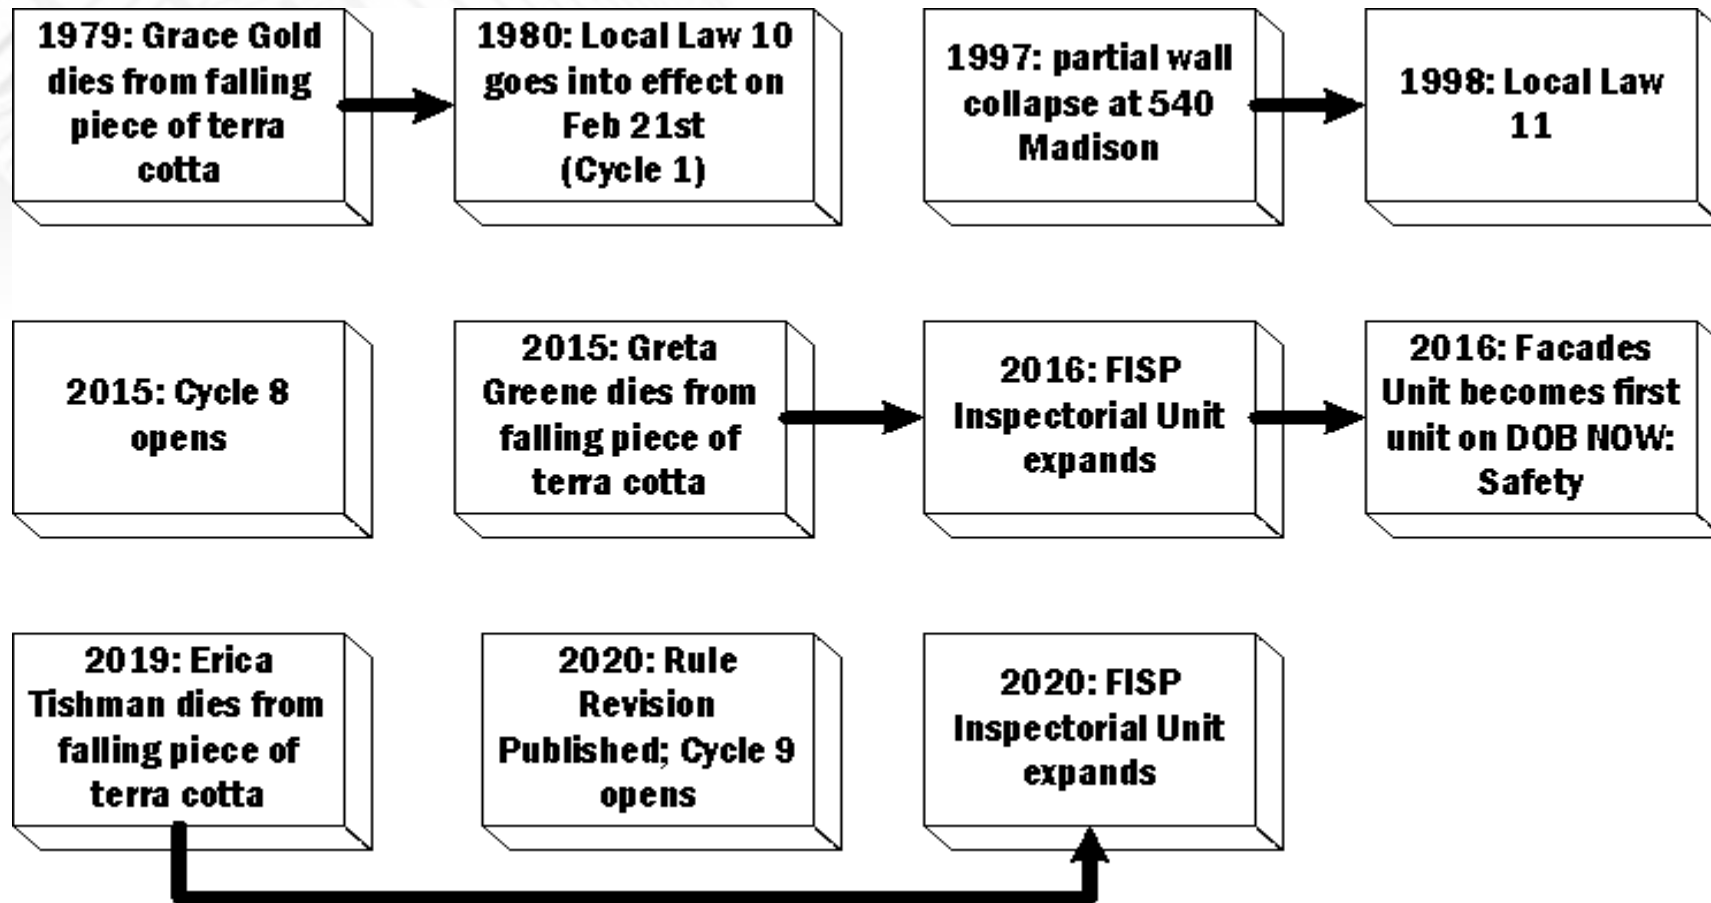 1979: Grace Gold
dies from falling
piece of terra
cotta
1980: Local Law 10
goes into effect on
Feb 21st
(Cycle 1)
1997: partial wall
collapse at 540
Madison
1998: Local Law
11
2015: Cycle 8
opens
2015: Greta
Greene dies from
falling piece of
terra cotta
2016: FISP
Inspectorial Unit
expands
2016: Facades
Unit becomes first
unit on DOB NOW:
Safety
2019: Erica
Tishman dies from
falling piece of
terra cotta
2020: Rule
Revision
Published; Cycle 9
opens
2020: FISP
Inspectorial Unit
expands